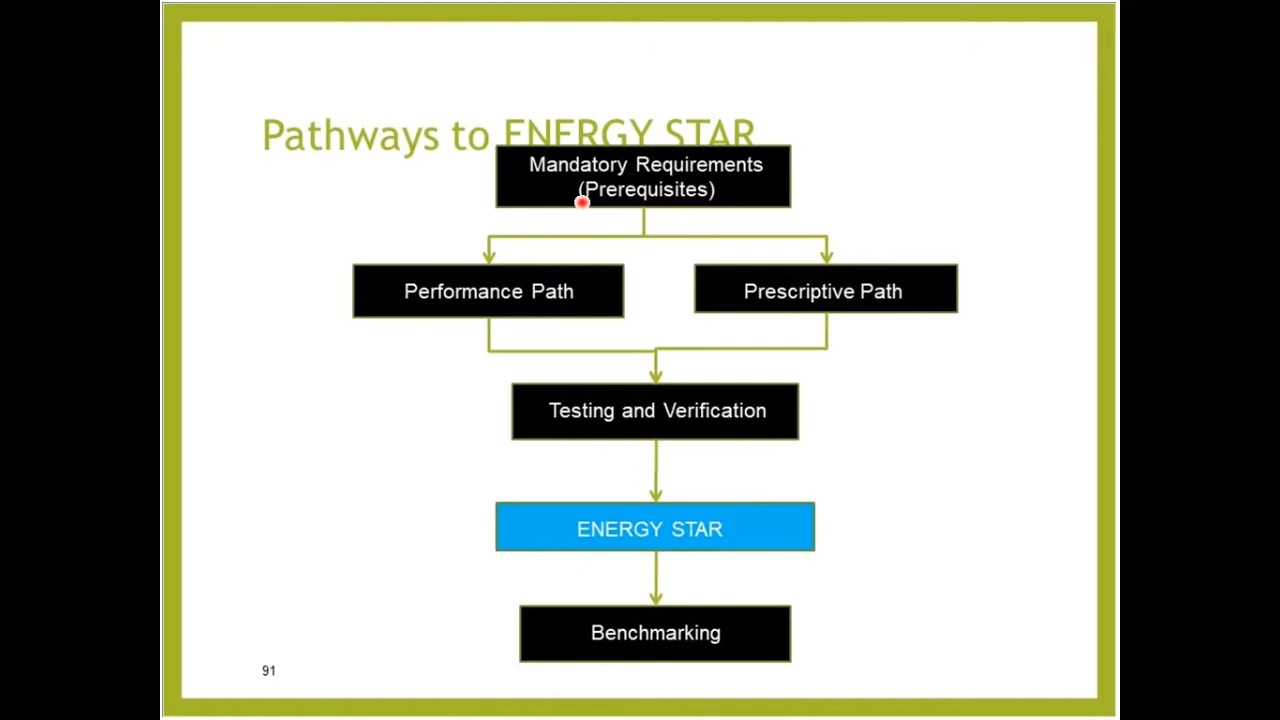 Pathways to ENERGY STAR
Mandatory Requirements
(Prerequisites)
Performance Path
Prescriptive Path
Testing and Verification
ENERGY STAR
Benchmarking
91